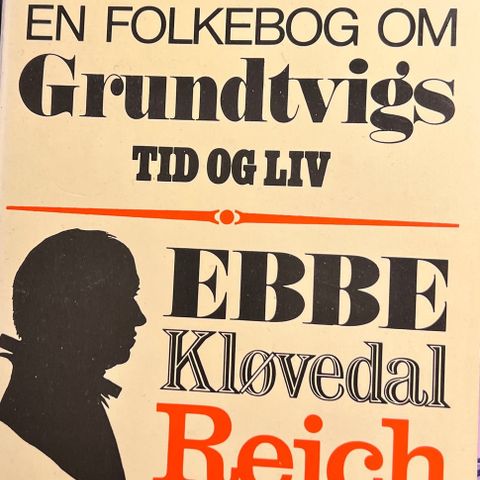 EN FOLKEBOG OM
Grundtvigs
TID OG LIV
EBBE
Kløvedal
Reich